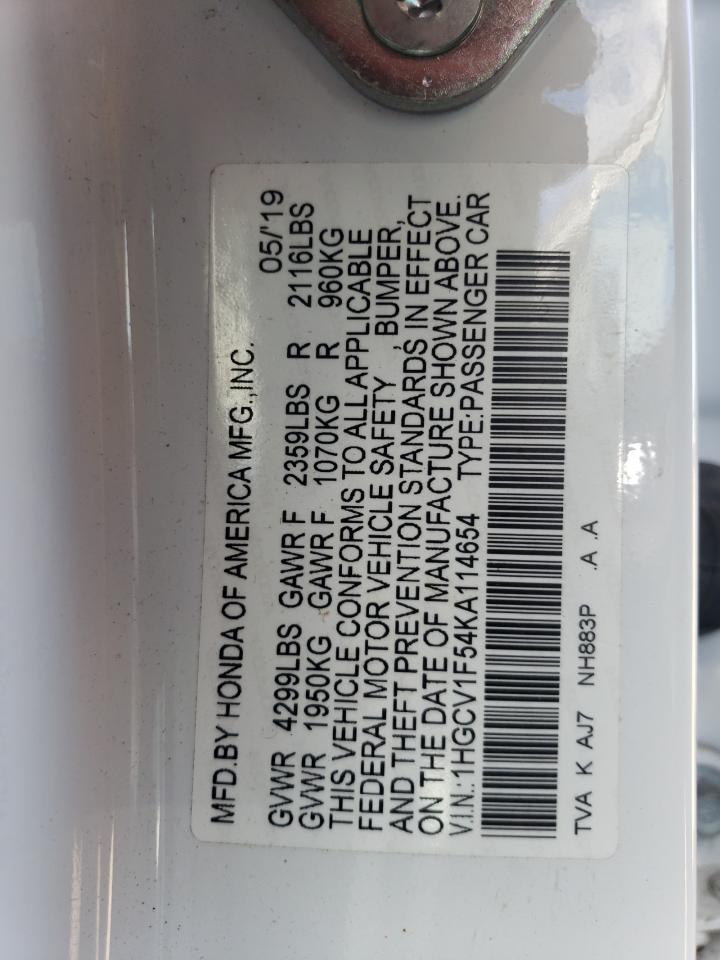 MFD.BY HONDA OF AMERICA MFG.,INC. 05/'19
GVWR 4299LBS GAWR F 2359LBS R 2116LBS
GVWR 1950KG GAWR F 1070KG R 960KG
THIS VEHICLE CONFORMS TO ALL APPLICABLE
FEDERAL MOTOR VEHICLE SAFETY , BUMPER,
AND THEFT PREVENTION STANDARDS IN EFFECT
ON THE DATE OF MANUFACTURE SHOWN ABOVE.
V.I.N.:1HGCV1F54KA114654 TYPE:PASSENGER CAR
TVA K AJ7 NH883P .A .A